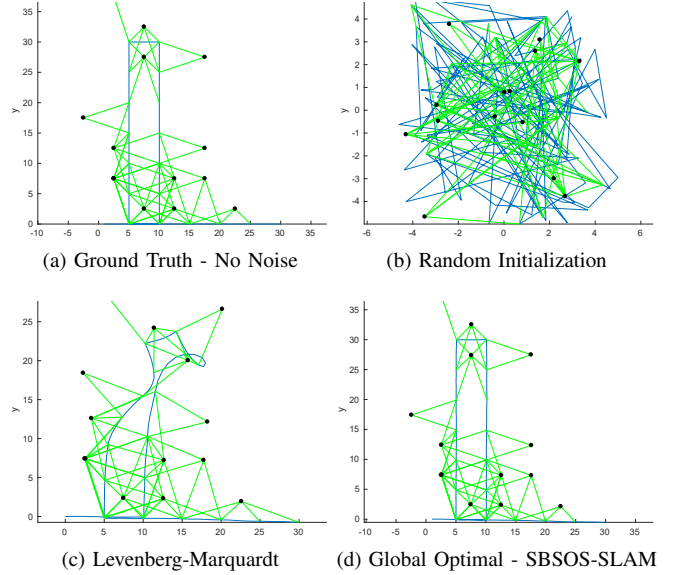 35
30
25
20
15
10
5
0
y
-10 -5 0 5 10 15 20 25 30 35
(a) Ground Truth - No Noise
4
3
2
1
0
-1
-2
-3
-4
y
-6 -4 -2 0 2 4 6
(b) Random Initialization
25
20
15
10
5
0
y
0 5 10 15 20 25 30
(c) Levenberg-Marquardt
35
30
25
20
15
10
5
0
y
-10 -5 0 5 10 15 20 25 30 35
(d) Global Optimal - SBSOS-SLAM